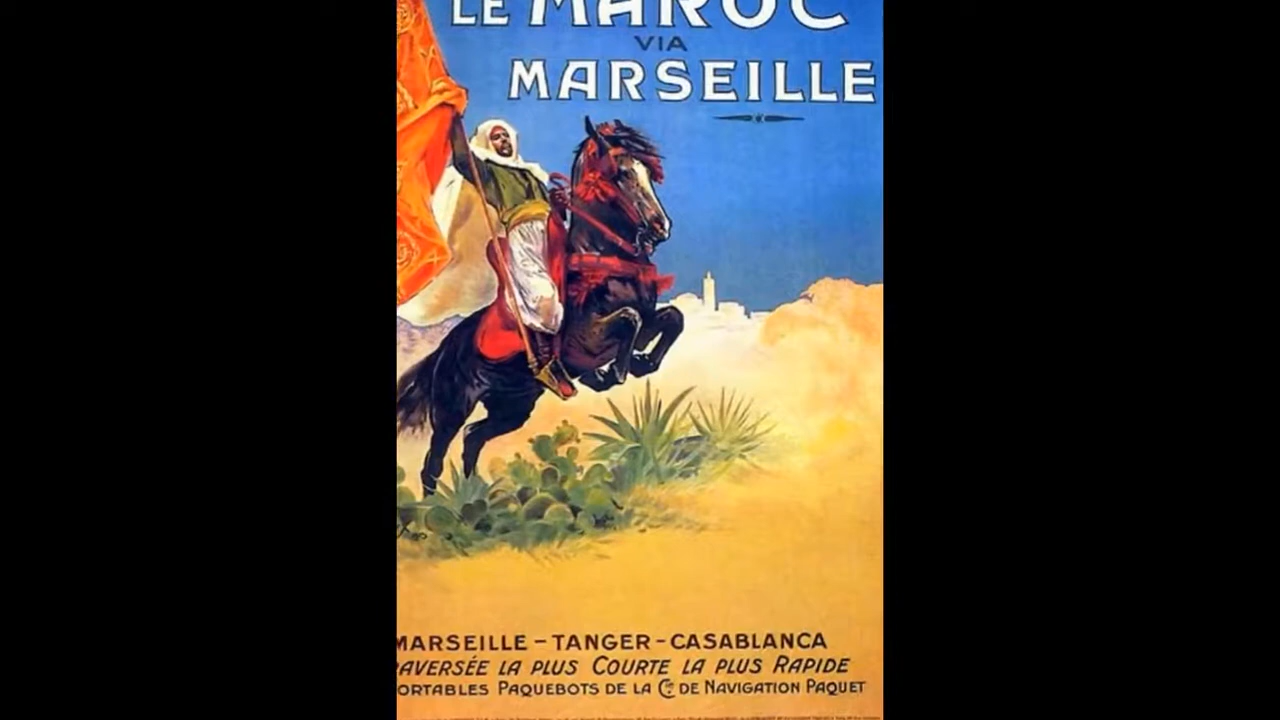 LE MAROC
VIA
MARSEILLE
MARSEILLE – TANGER – CASABLANCA
AVERSÉE LA PLUS COURTE LA PLUS RAPIDE
ORTABLES PAQUEBOTS DE LA Cie DE NAVIGATION PAQUET